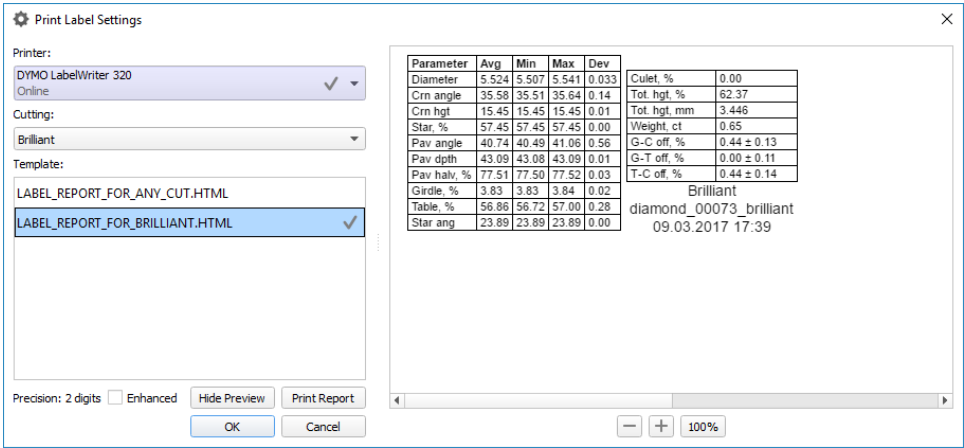 Print Label Settings
Printer:
DYMO LabelWriter 320
Online
Cutting:
Brilliant
Template:
LABEL_REPORT_FOR_ANY_CUT.HTML
LABEL_REPORT_FOR_BRILLIANT.HTML
Precision: 2 digits Enhanced Hide Preview Print Report
OK Cancel
Parameter Avg Min Max Dev
Diameter 5.524 5.507 5.541 0.033
Crn angle 35.58 35.51 35.64 0.14
Crn hgt 15.45 15.45 15.45 0.01
Star, % 57.45 57.45 57.45 0.00
Pav angle 40.74 40.49 41.06 0.56
Pav dpth 43.09 43.08 43.09 0.01
Pav halv, % 77.51 77.50 77.52 0.03
Girdle, % 3.83 3.83 3.84 0.02
Table, % 56.86 56.72 57.00 0.28
Star ang 23.89 23.89 23.89 0.00
Culet, % 0.00
Tot. hgt, % 62.37
Tot. hgt, mm 3.446
Weight, ct 0.65
G-C off, % 0.44 ± 0.13
G-T off, % 0.00 ± 0.11
T-C off, % 0.44 ± 0.14
Brilliant
diamond_00073_brilliant
09.03.2017 17:39
100%